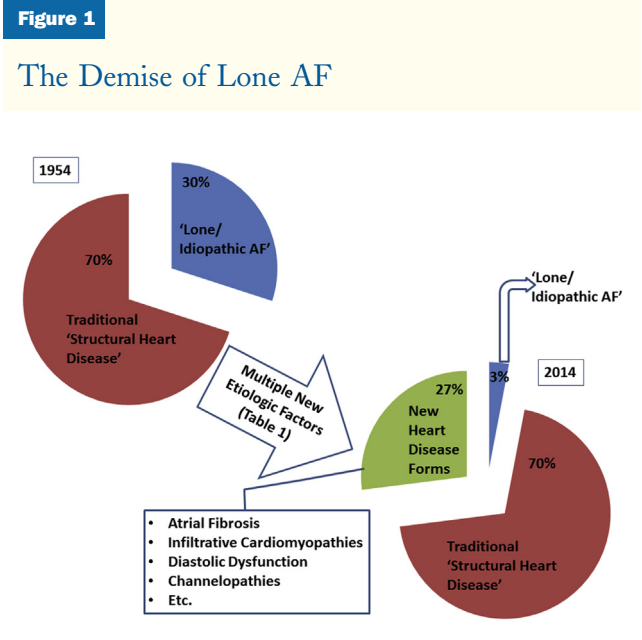 Figure 1
The Demise of Lone AF
1954
30%
'Lone/
Idiopathic AF'
70%
Traditional
'Structural Heart
Disease'
Multiple New
Etiologic Factors
(Table 1)
'Lone/
Idiopathic AF'
2014
3%
27%
New
Heart
Disease
Forms
70%
Traditional
'Structural Heart
Disease'
• Atrial Fibrosis
• Infiltrative Cardiomyopathies
• Diastolic Dysfunction
• Channelopathies
• Etc.